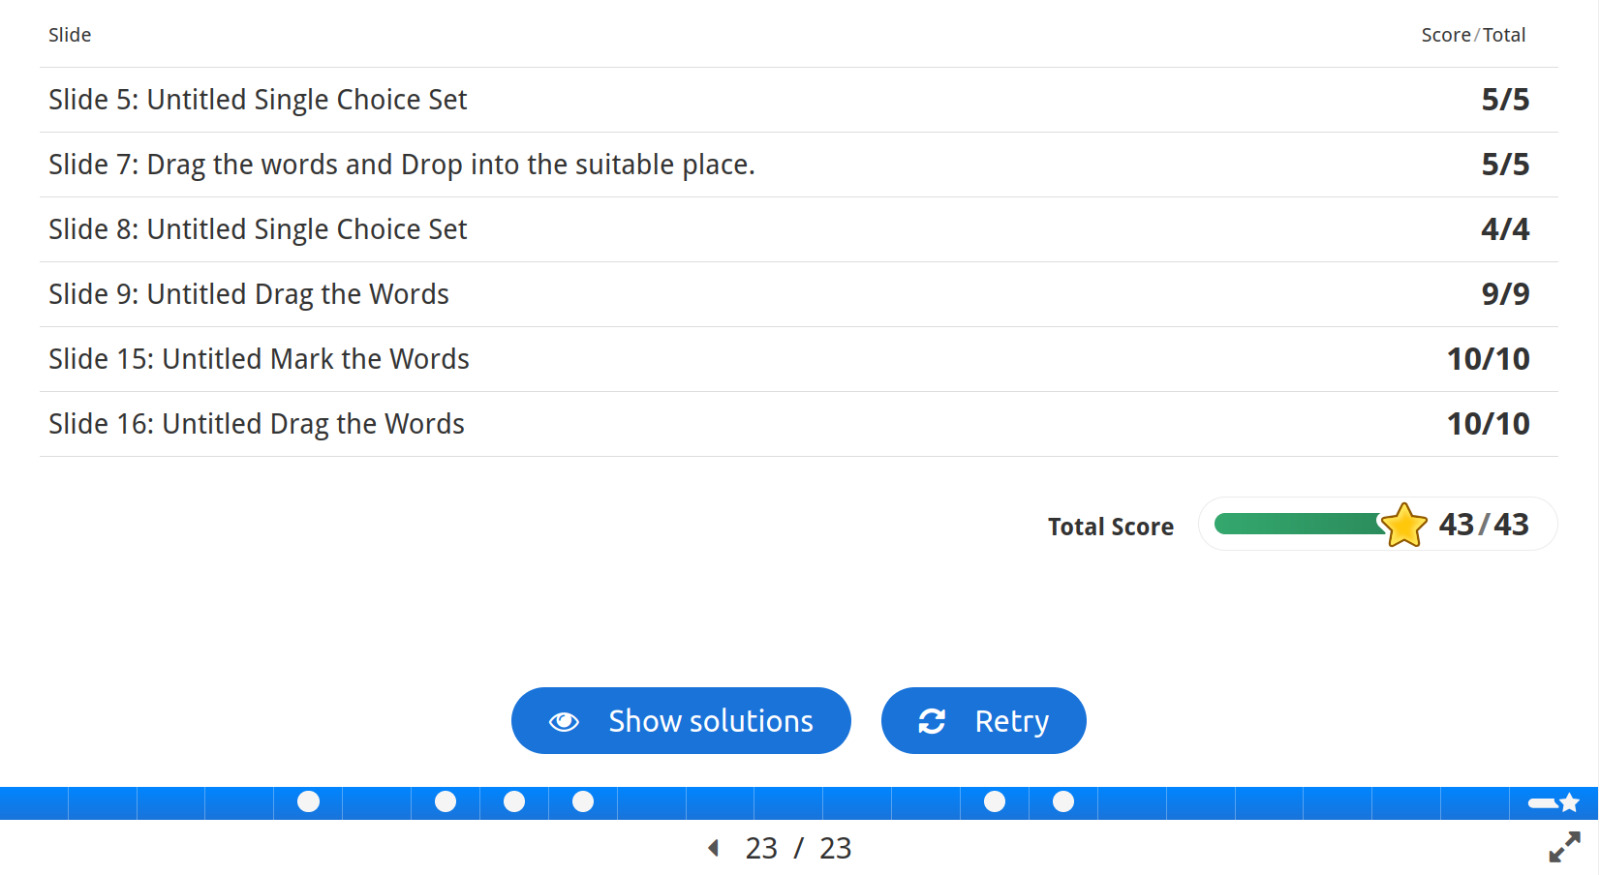 Slide Score/Total
Slide 5: Untitled Single Choice Set 5/5
Slide 7: Drag the words and Drop into the suitable place. 5/5
Slide 8: Untitled Single Choice Set 4/4
Slide 9: Untitled Drag the Words 9/9
Slide 15: Untitled Mark the Words 10/10
Slide 16: Untitled Drag the Words 10/10
Total Score 43/43
Show solutions Retry
23 / 23